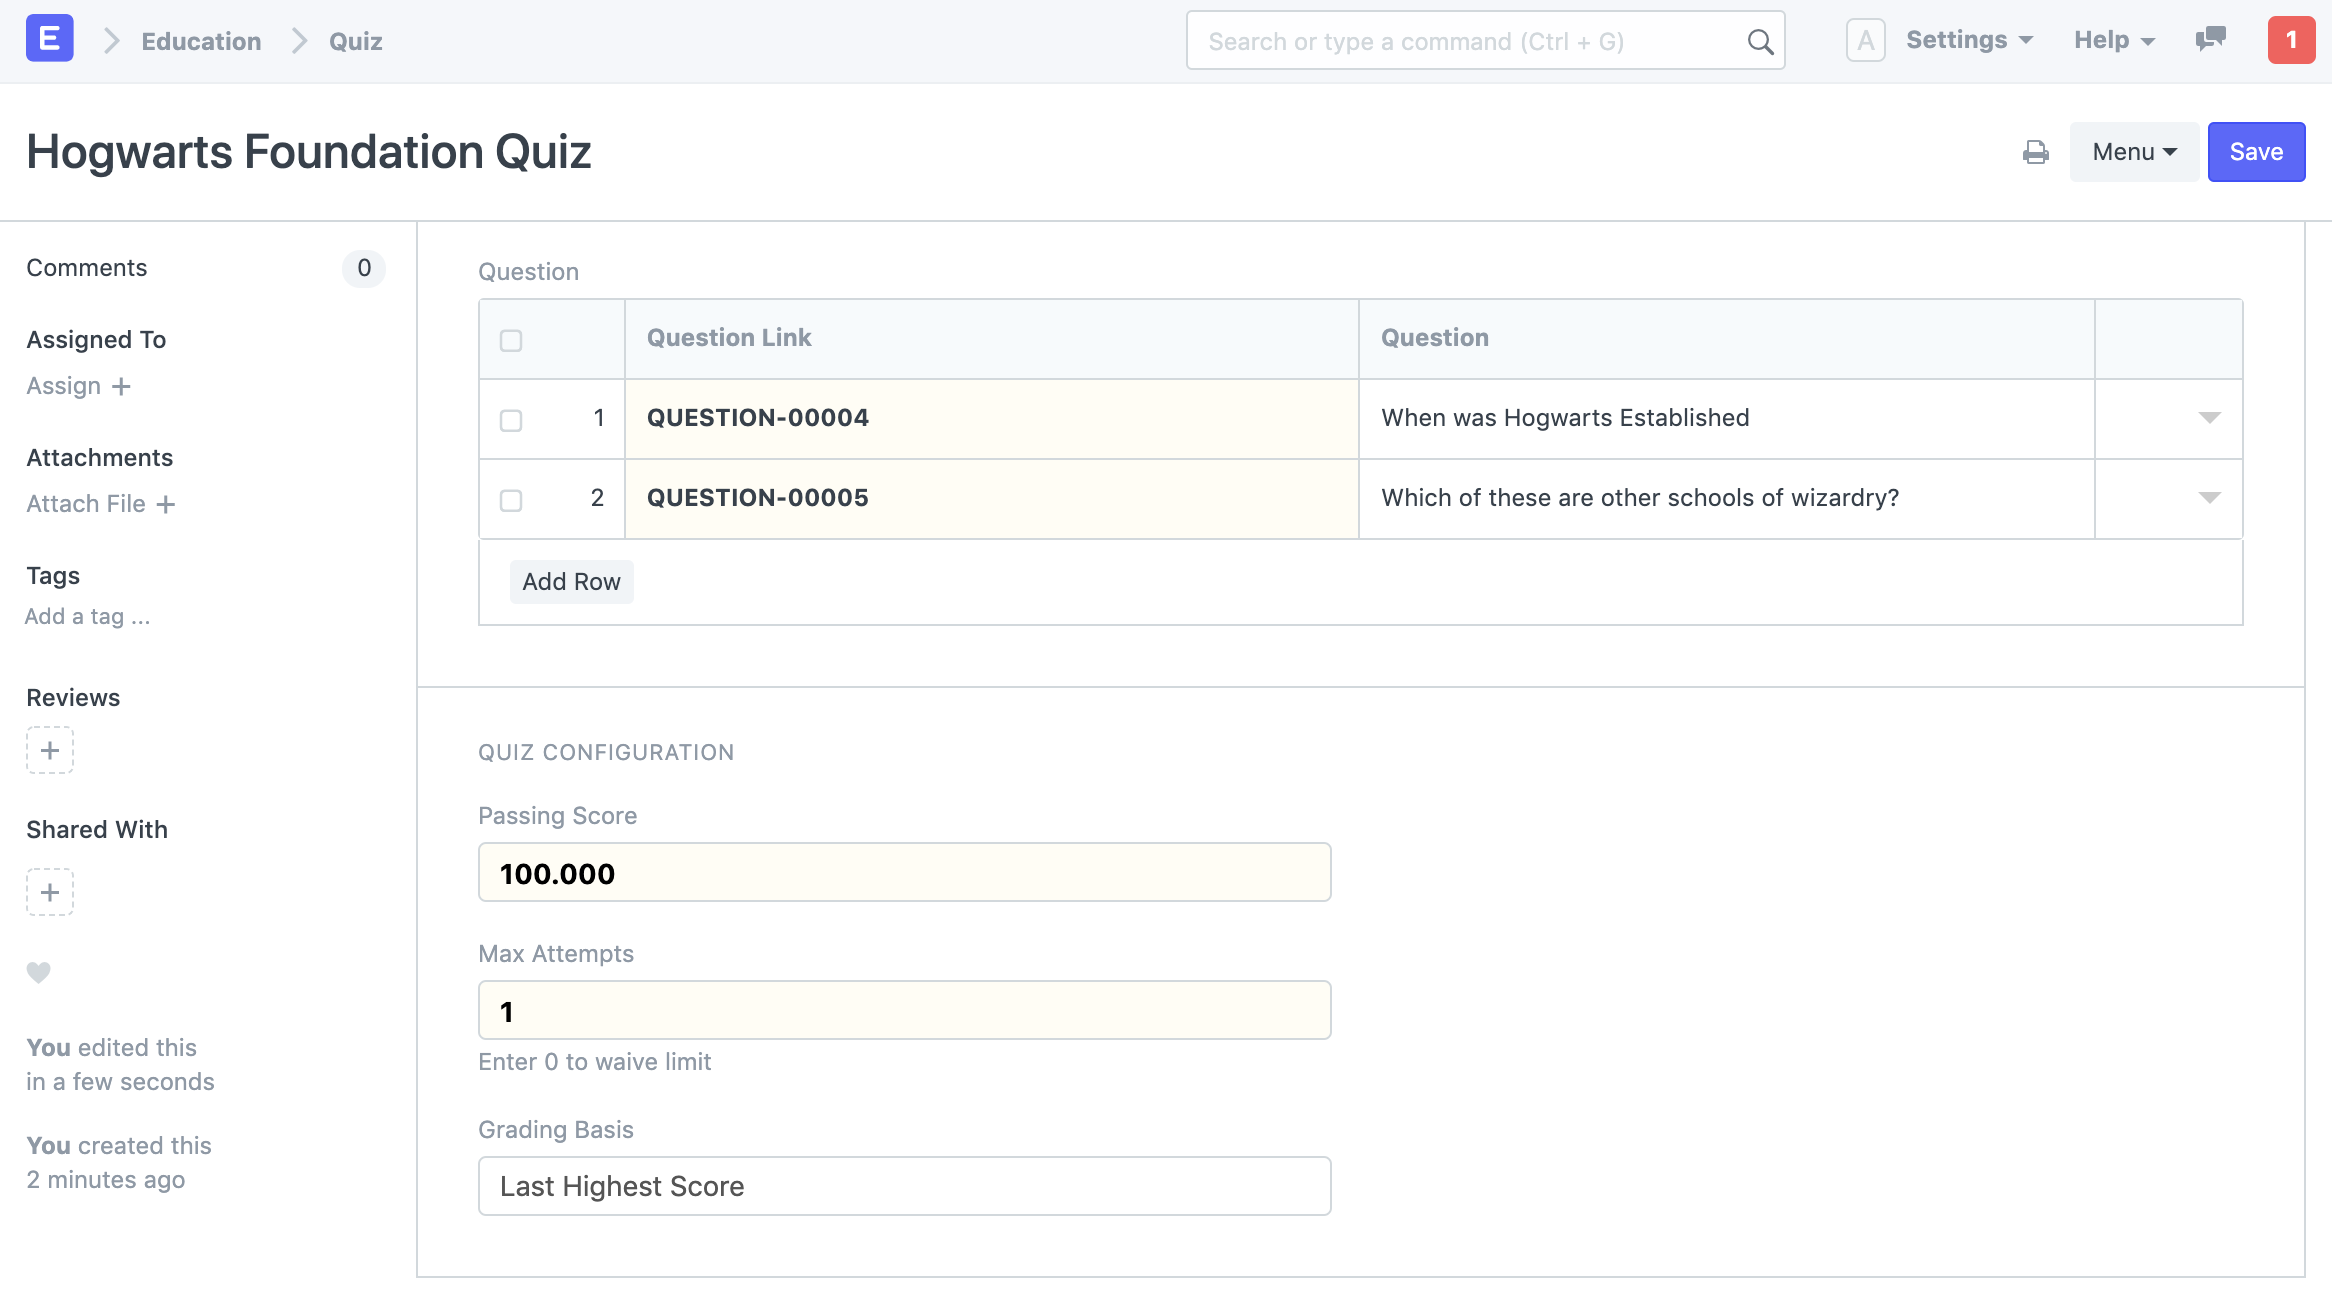 E Education Quiz Search or type a command (Ctrl + G) A Settings Help 1
Hogwarts Foundation Quiz Menu Save
Comments 0
Assigned To
Assign +
Attachments
Attach File +
Tags
Add a tag ...
Reviews
+
Shared With
+
You edited this
in a few seconds
You created this
2 minutes ago
Question
Question Link Question
1 QUESTION-00004 When was Hogwarts Established
2 QUESTION-00005 Which of these are other schools of wizardry?
Add Row
QUIZ CONFIGURATION
Passing Score
100.000
Max Attempts
1
Enter 0 to waive limit
Grading Basis
Last Highest Score